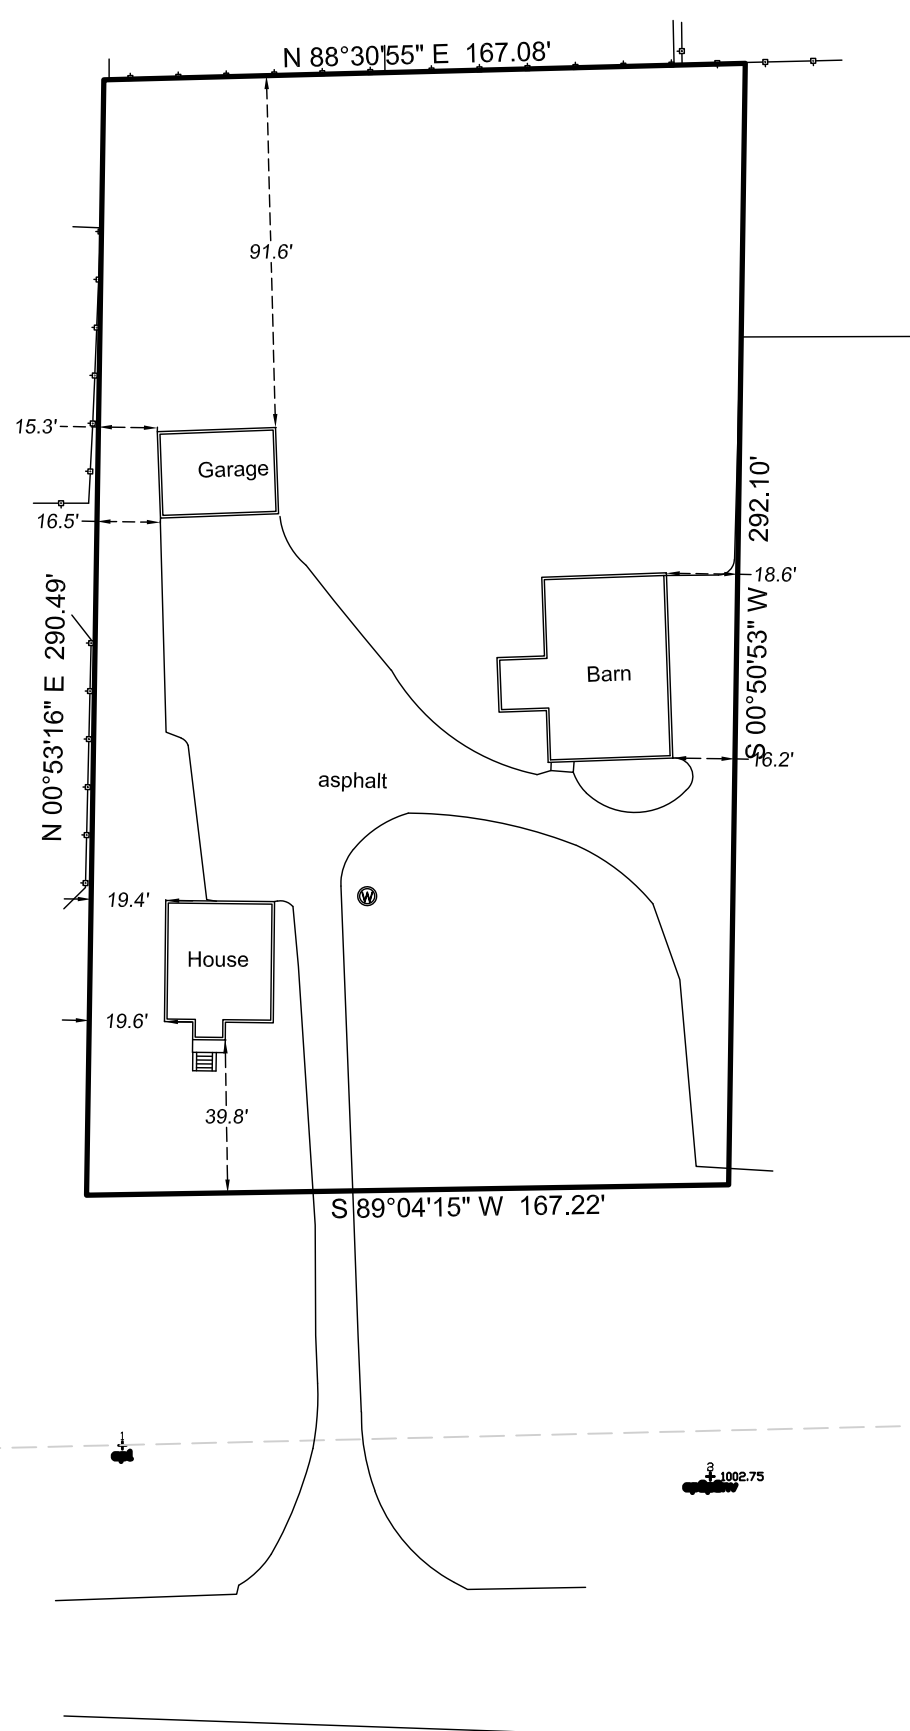 N 88°30'55" E 167.08'
91.6'
15.3'
Garage
16.5'
292.10'
S 00°50'53" W
18.6'
N 00°53'16" E 290.49'
Barn
16.2'
asphalt
W
19.4'
House
19.6'
39.8'
S 89°04'15" W 167.22'
1
3
1002.75